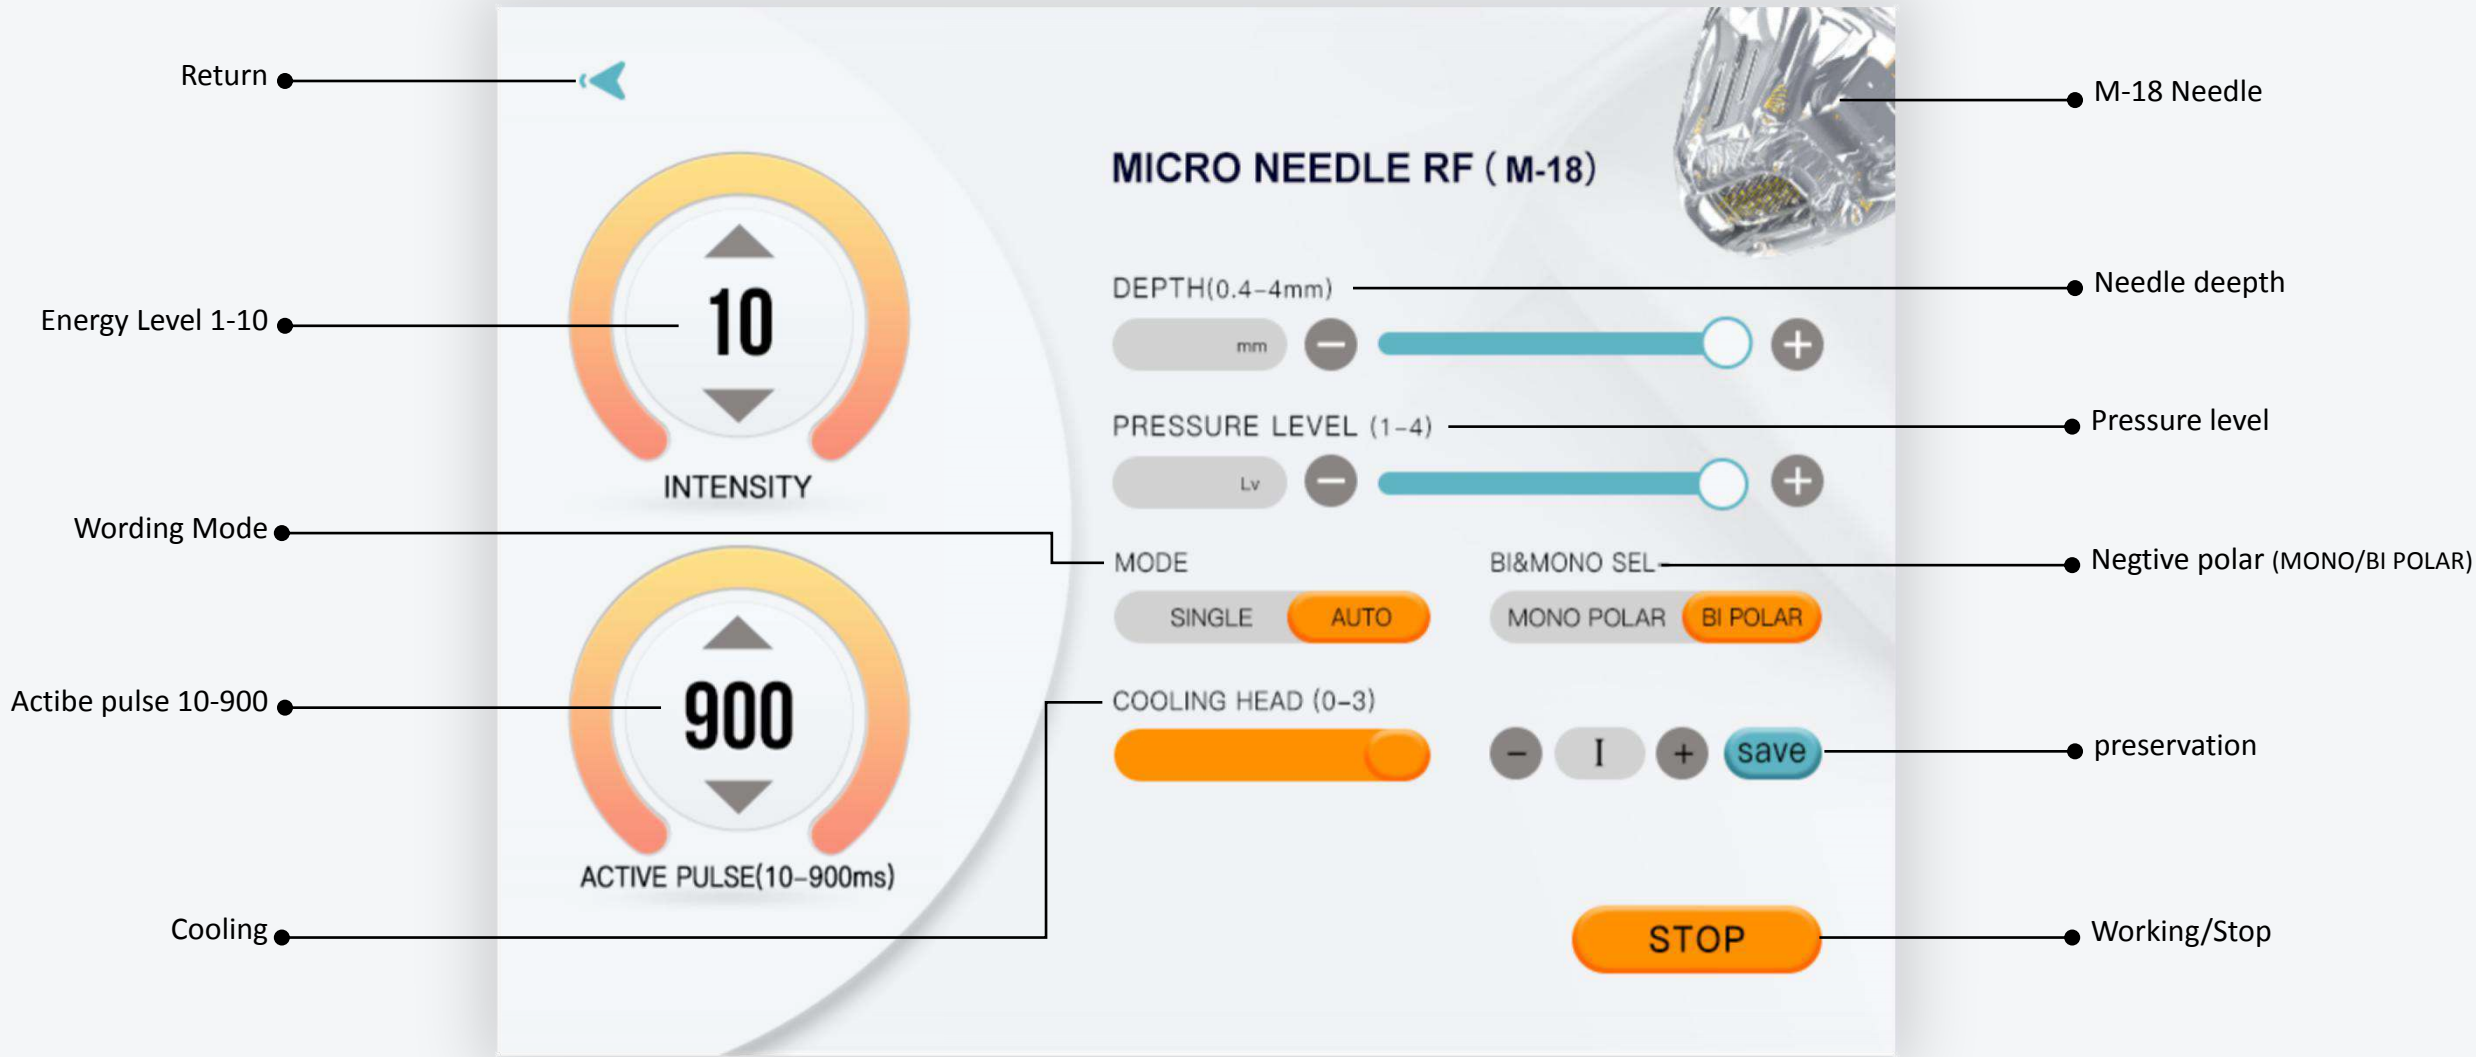 Return
Energy Level 1-10
Wording Mode
Actibe pulse 10-900
Cooling
10
INTENSITY
900
ACTIVE PULSE(10-900ms)
MICRO NEEDLE RF ( M-18)
DEPTH(0.4-4mm)
mm
PRESSURE LEVEL (1-4)
Lv
MODE
SINGLE AUTO
BI&MONO SEL
MONO POLAR BI POLAR
COOLING HEAD (0-3)
- I + save
STOP
M-18 Needle
Needle deepth
Pressure level
Negtive polar (MONO/BI POLAR)
preservation
Working/Stop